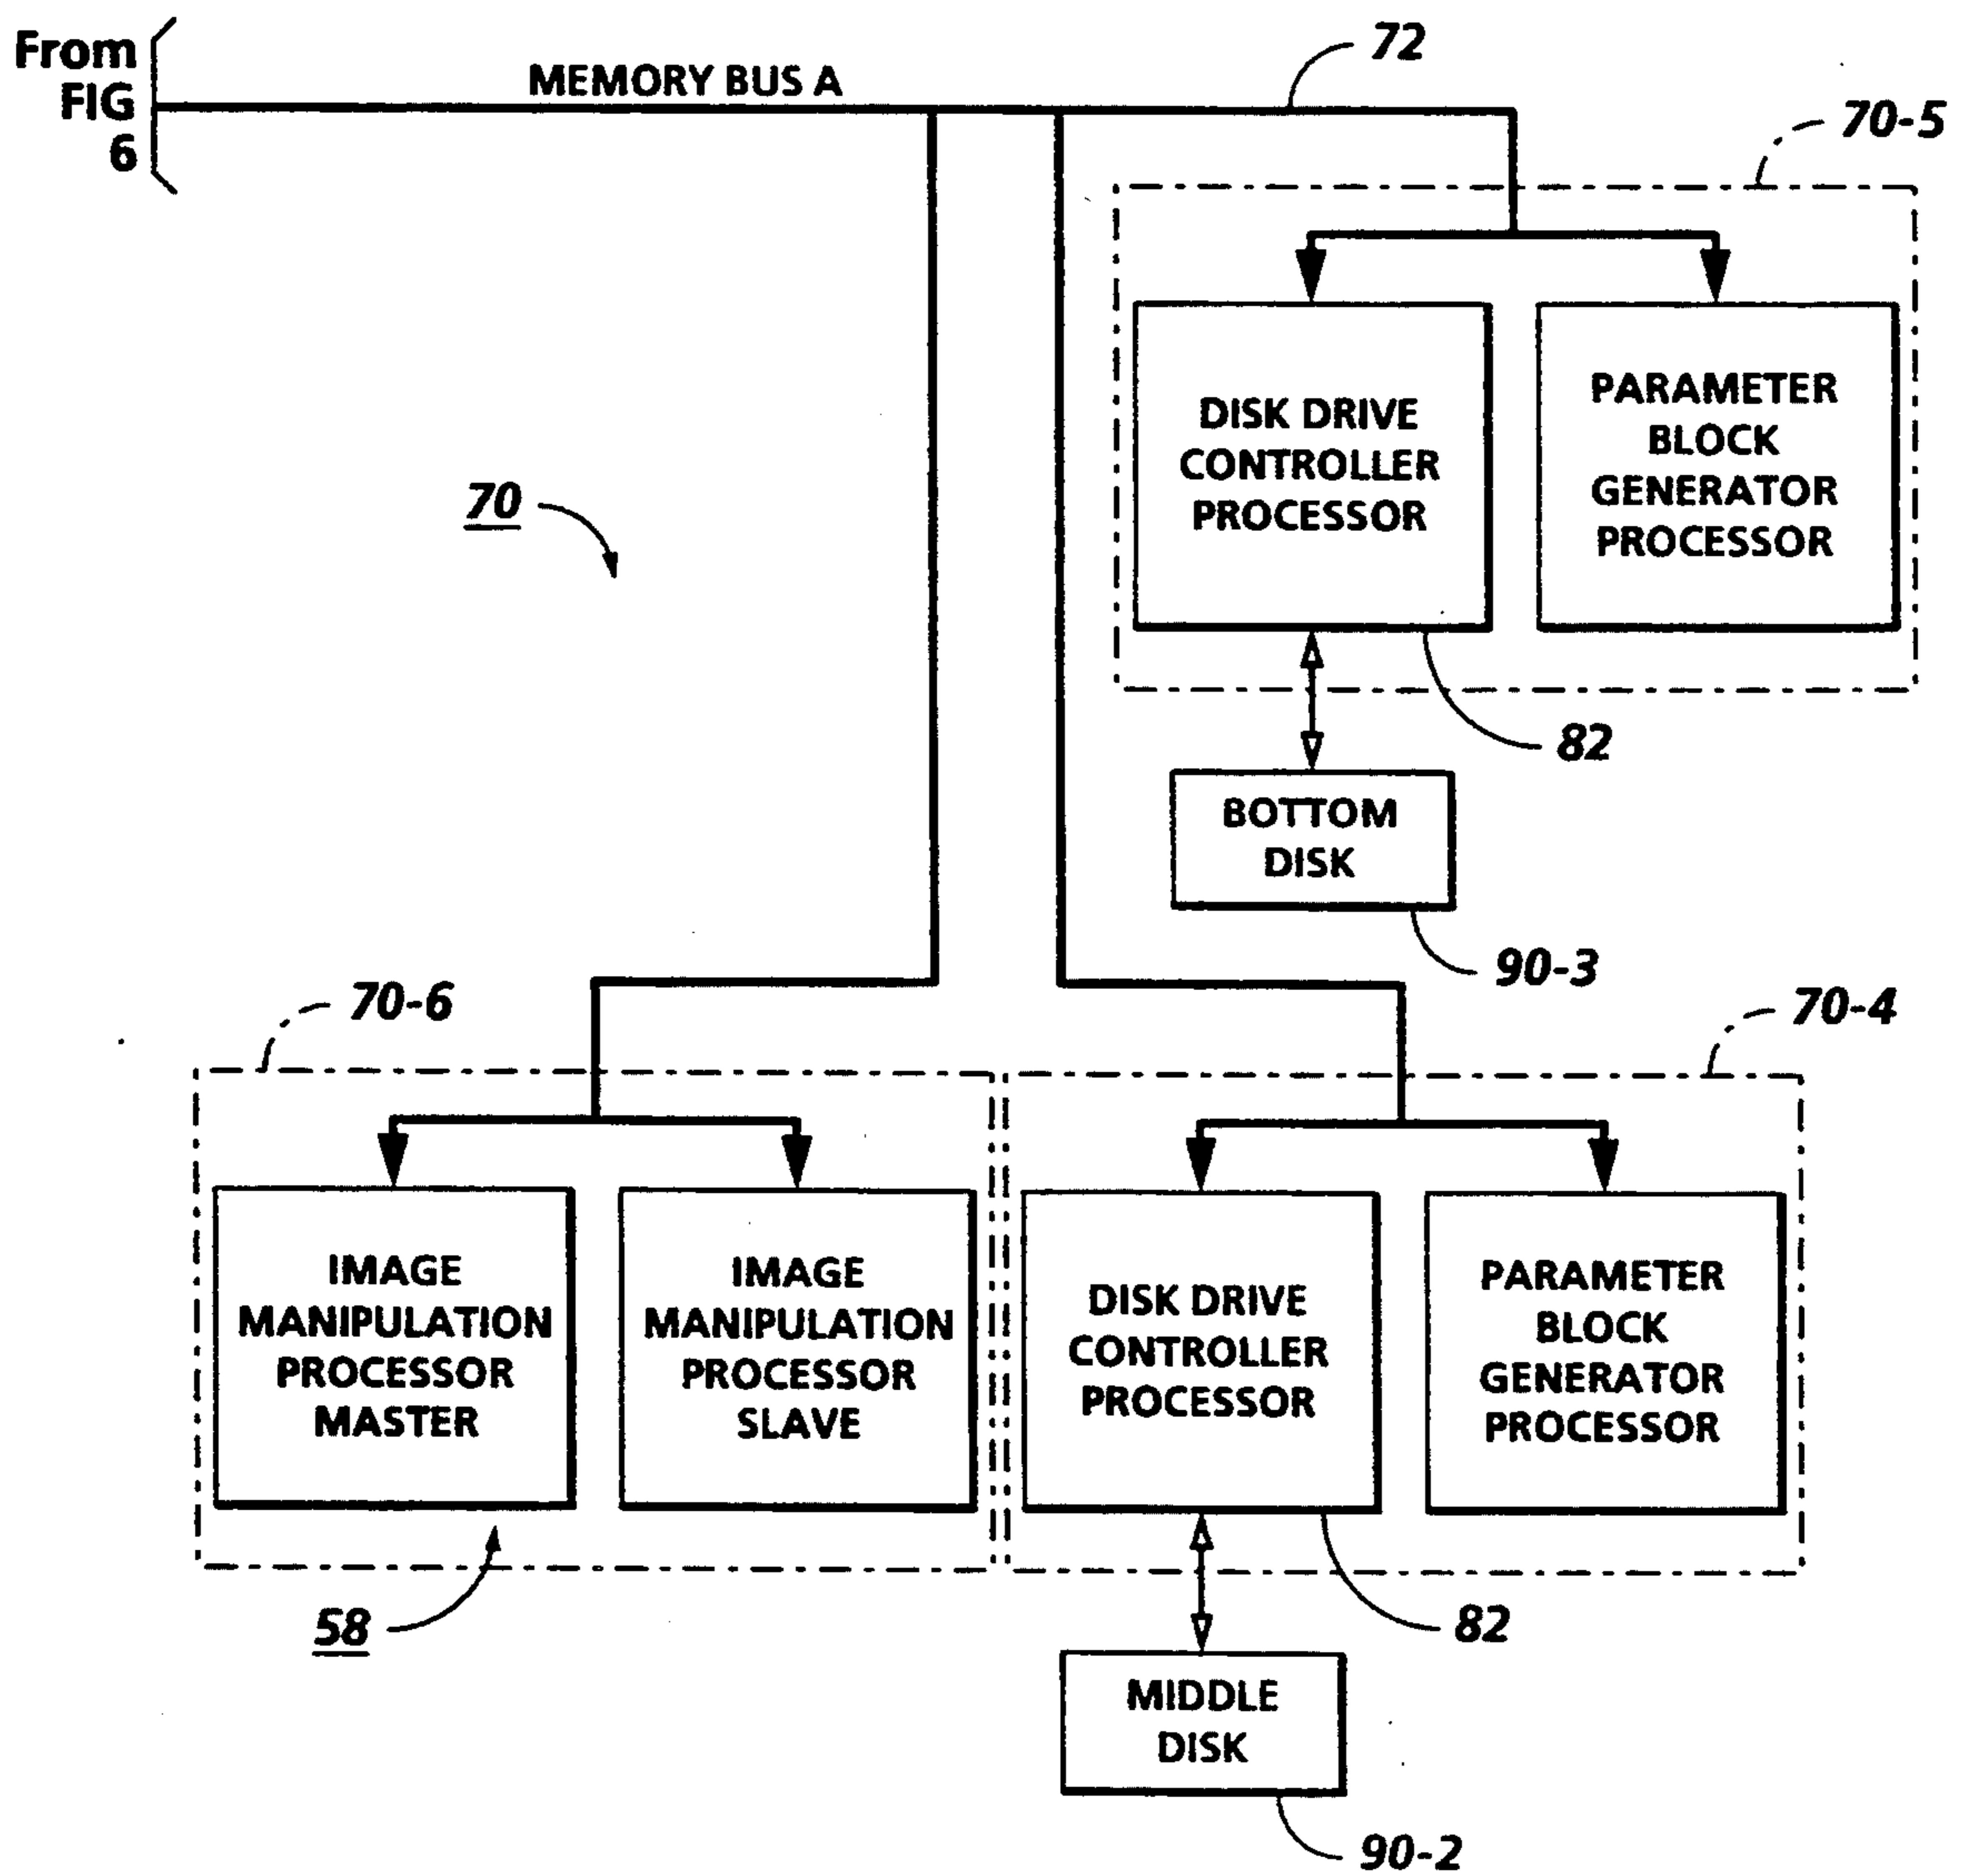 From
FIG
6
MEMORY BUS A
72
70-5
DISK DRIVE
CONTROLLER
PROCESSOR
PARAMETER
BLOCK
GENERATOR
PROCESSOR
70
82
BOTTOM
DISK
90-3
70-6
70-4
IMAGE
MANIPULATION
PROCESSOR
MASTER
IMAGE
MANIPULATION
PROCESSOR
SLAVE
DISK DRIVE
CONTROLLER
PROCESSOR
PARAMETER
BLOCK
GENERATOR
PROCESSOR
58
82
MIDDLE
DISK
90-2